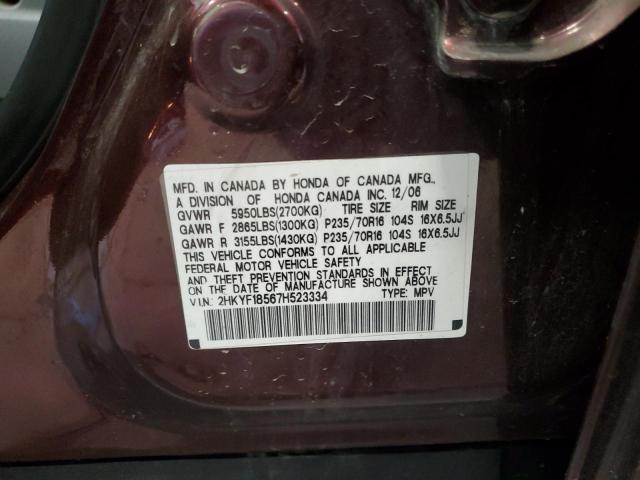 MFD. IN CANADA BY HONDA OF CANADA MFG.,
A DIVISION OF HONDA CANADA INC. 12/06
GVWR 5950LBS(2700KG) TIRE SIZE RIM SIZE
GAWR F 2865LBS(1300KG) P235/70R16 104S 16X6.5JJ
GAWR R 3155LBS(1430KG) P235/70R16 104S 16X6.5JJ
THIS VEHICLE CONFORMS TO ALL APPLICABLE
FEDERAL MOTOR VEHICLE SAFETY
AND THEFT PREVENTION STANDARDS IN EFFECT
ON THE DATE OF MANUFACTURE SHOWN ABOVE
V.I.N.: 2HKYF18567H523334 TYPE: MPV